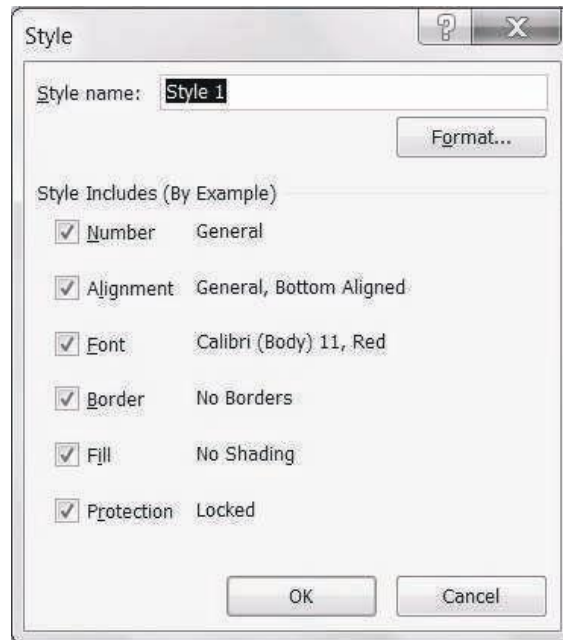 Style
Style name: Style 1
Format...
Style Includes (By Example)
Number General
Alignment General, Bottom Aligned
Font Calibri (Body) 11, Red
Border No Borders
Fill No Shading
Protection Locked
OK Cancel